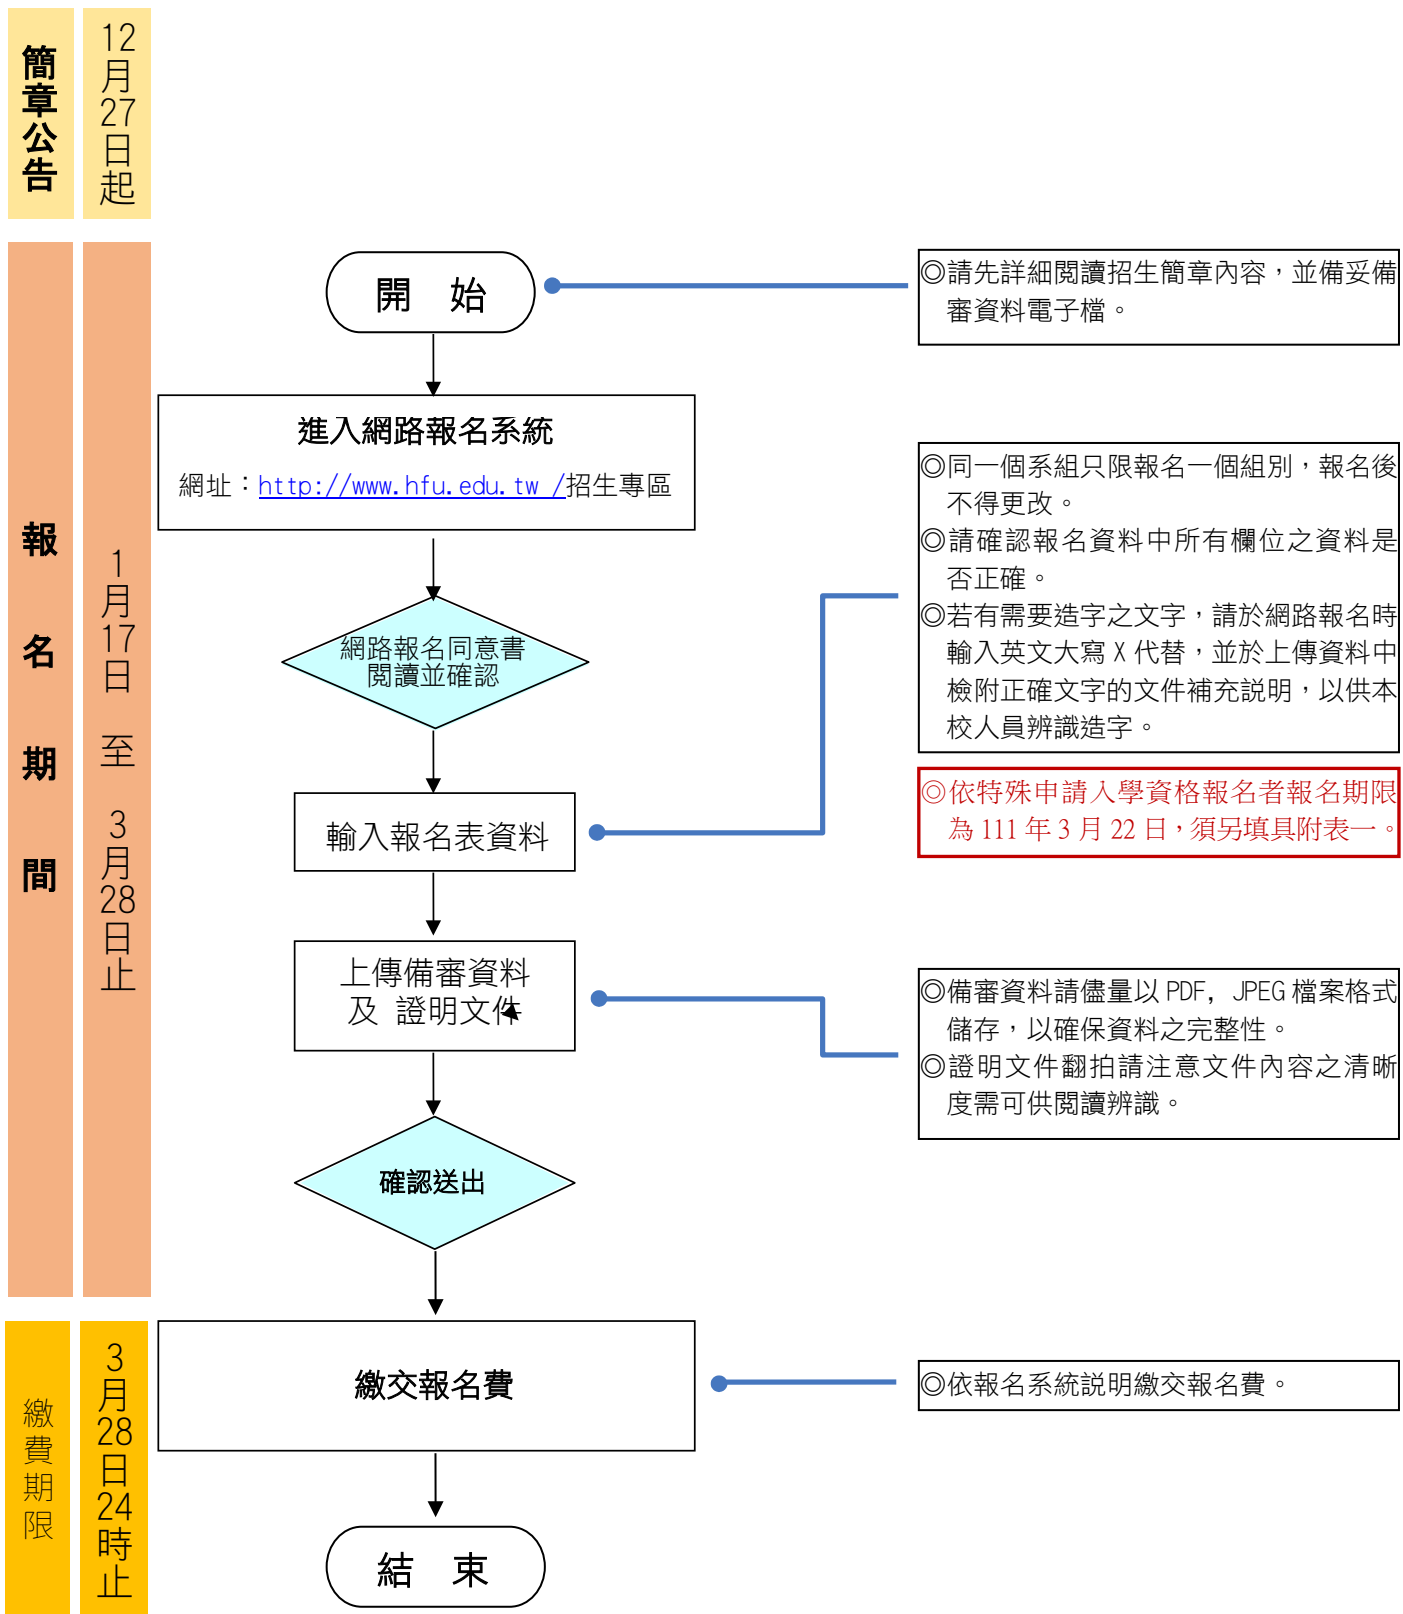 簡章公告
12月27日起
報名期間
1月17日 至 3月28日止
開 始
◎請先詳細閱讀招生簡章內容，並備妥備
審資料電子檔。
進入網路報名系統
網址：http://www.hfu.edu.tw /招生專區
◎同一個系組只限報名一個組別，報名後
不得更改。
◎請確認報名資料中所有欄位之資料是
否正確。
◎若有需要造字之文字，請於網路報名時
輸入英文大寫 X 代替，並於上傳資料中
檢附正確文字的文件補充說明，以供本
校人員辨識造字。
網路報名同意書
閱讀並確認
輸入報名表資料
◎依特殊申請入學資格報名者報名期限
為 111 年 3 月 22 日，須另填具附表一。
上傳備審資料
及 證明文件
◎備審資料請儘量以 PDF, JPEG 檔案格式
儲存，以確保資料之完整性。
◎證明文件翻拍請注意文件內容之清晰
度需可供閱讀辨識。
確認送出
繳費期限
3月28日24時止
繳交報名費
◎依報名系統說明繳交報名費。
結 束